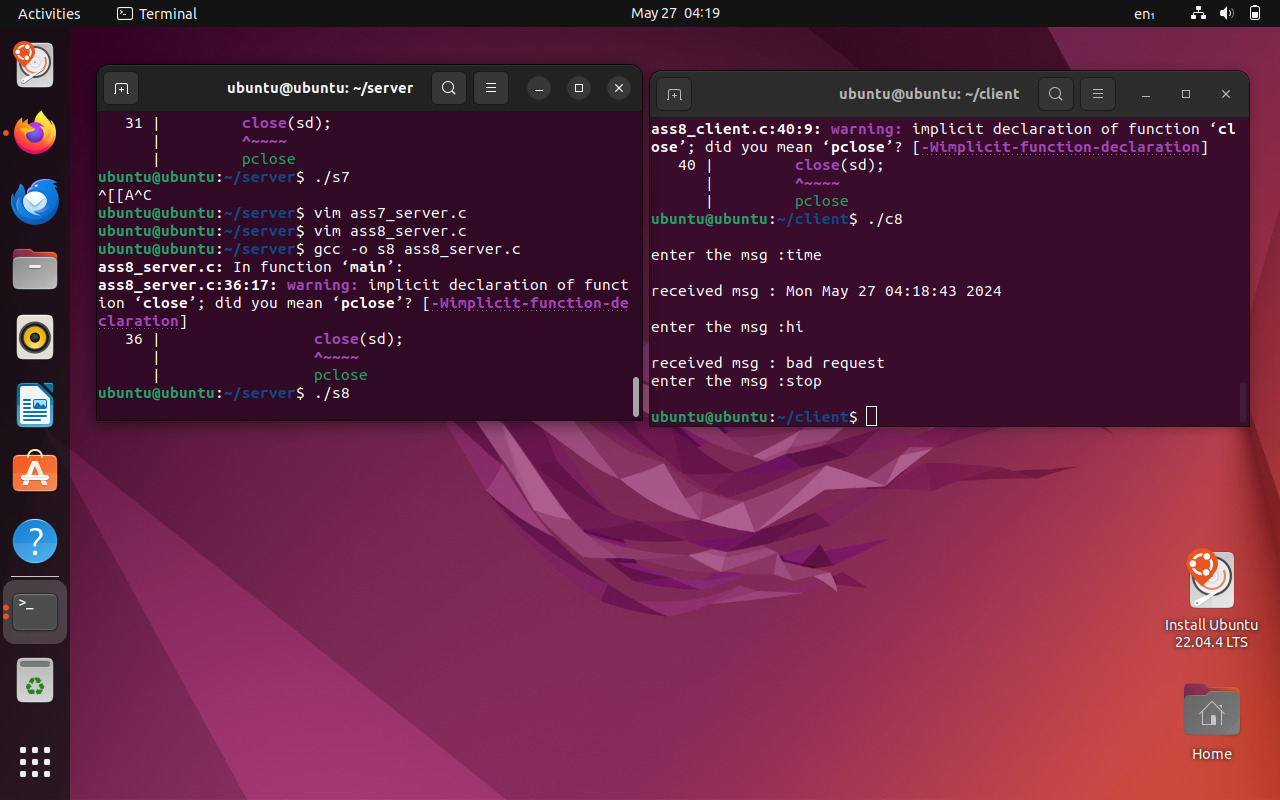 Activities
Terminal
May 27 04:19
en₁
ubuntu@ubuntu: ~/server
31 | close(sd);
| ^~~~~
| pclose
ubuntu@ubuntu:~/server$ ./s7
^[[A^C
ubuntu@ubuntu:~/server$ vim ass7_server.c
ubuntu@ubuntu:~/server$ vim ass8_server.c
ubuntu@ubuntu:~/server$ gcc -o s8 ass8_server.c
ass8_server.c: In function ‘main’:
ass8_server.c:36:17: warning: implicit declaration of funct
ion ‘close’; did you mean ‘pclose’? [-Wimplicit-function-de
claration]
36 | close(sd);
| ^~~~~
| pclose
ubuntu@ubuntu:~/server$ ./s8
ubuntu@ubuntu: ~/client
ass8_client.c:40:9: warning: implicit declaration of function ‘cl
ose’; did you mean ‘pclose’? [-Wimplicit-function-declaration]
40 | close(sd);
| ^~~~~
| pclose
ubuntu@ubuntu:~/client$ ./c8
enter the msg :time
received msg : Mon May 27 04:18:43 2024
enter the msg :hi
received msg : bad request
enter the msg :stop
ubuntu@ubuntu:~/client$
Install Ubuntu
22.04.4 LTS
Home